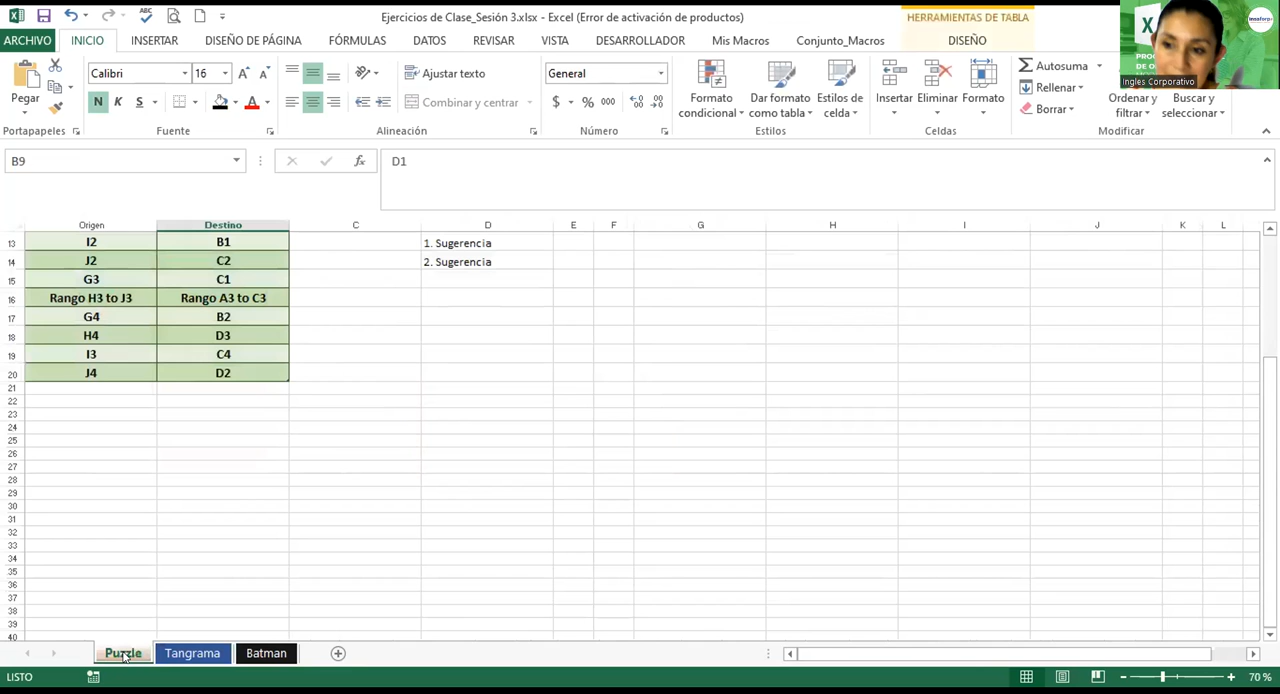 Ejercicios de Clase_Sesión 3.xlsx - Excel (Error de activación de productos)
HERRAMIENTAS DE TABLA
ARCHIVO INICIO INSERTAR DISEÑO DE PÁGINA FÓRMULAS DATOS REVISAR VISTA DESARROLLADOR Mis Macros Conjunto_Macros DISEÑO
Ingles Corporativo
Pegar
Calibri 16
N K S
Ajustar texto
Combinar y centrar
General
$ % 000
Formato condicional
Dar formato como tabla
Estilos de celda
Insertar Eliminar Formato
Autosuma
Rellenar
Borrar
Ordenar y filtrar
Buscar y seleccionar
Portapapeles Fuente Alineación Número Estilos Celdas Modificar
B9 fx D1
Origen Destino C D E F G H I J K L
13 I2 B1 1. Sugerencia
14 J2 C2 2. Sugerencia
15 G3 C1
16 Rango H3 to J3 Rango A3 to C3
17 G4 B2
18 H4 D3
19 I3 C4
20 J4 D2
21
22
23
24
25
26
27
28
29
30
31
32
33
34
35
36
37
38
39
40
Puzzle Tangrama Batman
LISTO 70 %